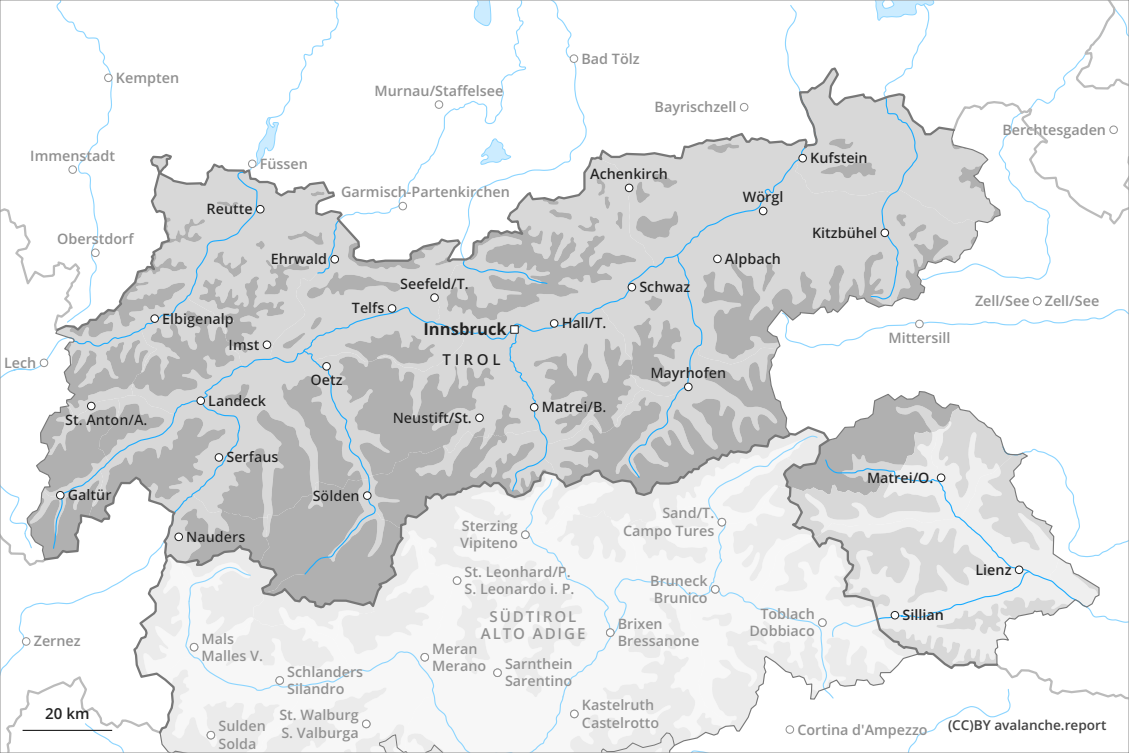 Kempten
Bad Tölz
Murnau/Staffelsee
Bayrischzell
Berchtesgaden
Immenstadt
Füssen
Kufstein
Achenkirch
Garmisch-Partenkirchen
Wörgl
Reutte
Kitzbühel
Oberstdorf
Ehrwald
Alpbach
Seefeld/T.
Schwaz
Zell/See
Zell/See
Telfs
Elbigenalp
Innsbruck
Hall/T.
Mittersill
Imst
TIROL
Lech
Oetz
Mayrhofen
Landeck
St. Anton/A.
Neustift/St.
Matrei/B.
Serfaus
Matrei/O.
Galtür
Sölden
Sand/T.
Campo Tures
Sterzing
Vipiteno
Nauders
Lienz
St. Leonhard/P.
S. Leonardo i. P.
Bruneck
Brunico
Sillian
SÜDTIROL
ALTO ADIGE
Toblach
Dobbiaco
Brixen
Bressanone
Zernez
Mals
Malles V.
Meran
Merano
Sarnthein
Sarentino
Schlanders
Silandro
Kastelruth
Castelrotto
St. Walburg
S. Valburga
20 km
Sulden
Solda
Cortina d'Ampezzo
(CC)BY avalanche.report